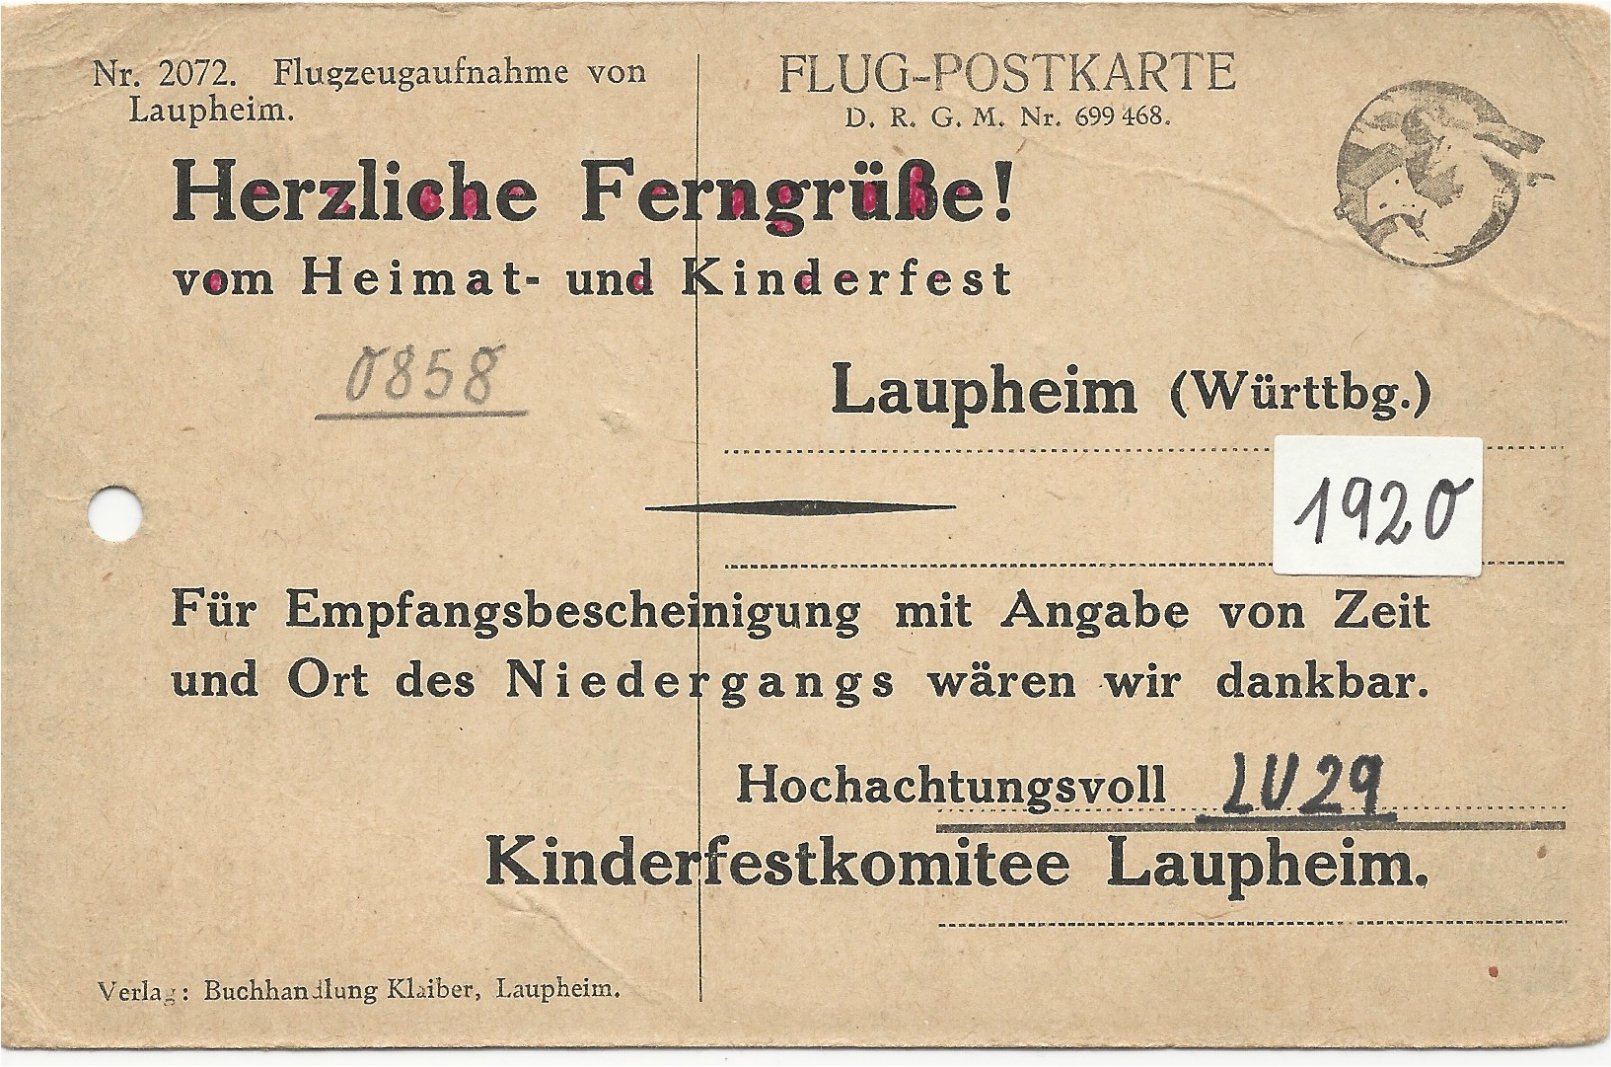 Nr. 2072. Flugzeugaufnahme von
Laupheim.
FLUG-POSTKARTE
D. R. G. M. Nr. 699 468.
Herzliche Ferngrüße!
vom Heimat- und Kinderfest
0858
Laupheim (Württbg.)
1920
Für Empfangsbescheinigung mit Angabe von Zeit
und Ort des Niedergangs wären wir dankbar.
Hochachtungsvoll
LU29
Kinderfestkomitee Laupheim.
Verlag: Buchhandlung Klaiber, Laupheim.